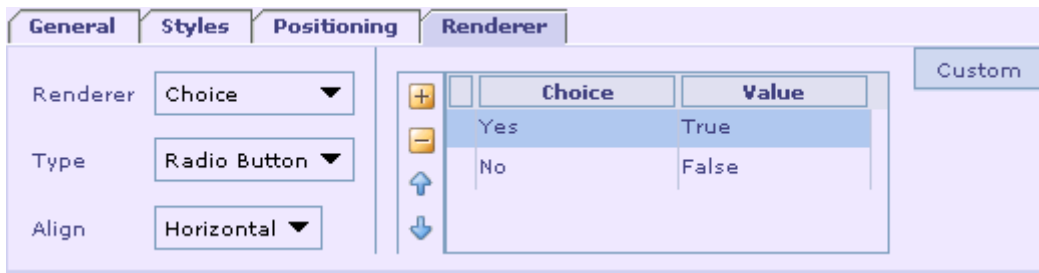 General Styles Positioning Renderer
Renderer Choice
Type Radio Button
Align Horizontal
Choice Value
Yes True
No False
Custom